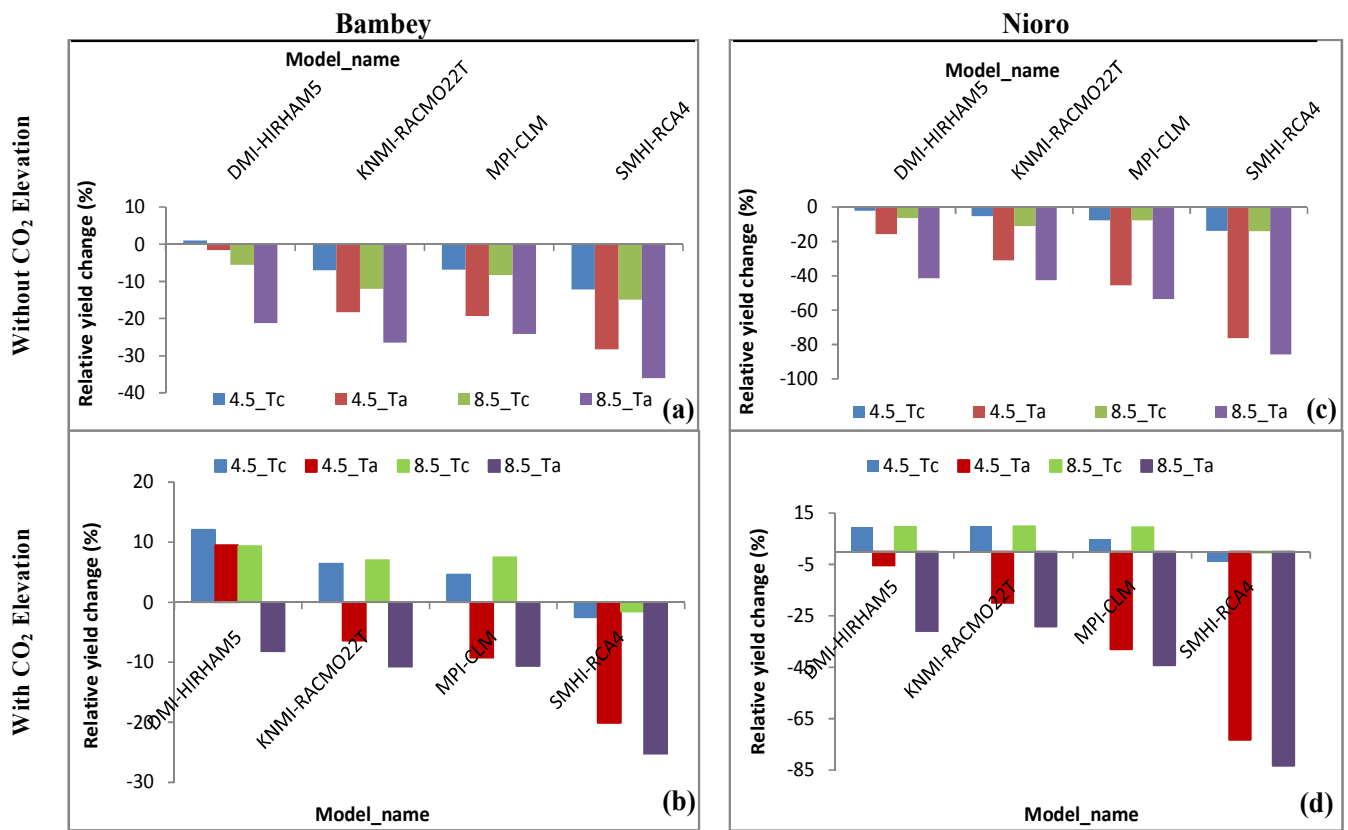 Bambey
Nioro
Without CO₂ Elevation
With CO₂ Elevation
Model_name
DMI-HIRHAM5
KNMI-RACMO22T
MPI-CLM
SMHI-RCA4
Relative yield change (%)
10
0
-10
-20
-30
-40
4.5_Tc 4.5_Ta 8.5_Tc 8.5_Ta
(a)
Model_name
DMI-HIRHAM5
KNMI-RACMO22T
MPI-CLM
SMHI-RCA4
Relative yield change (%)
0
-20
-40
-60
-80
-100
4.5_Tc 4.5_Ta 8.5_Tc 8.5_Ta
(c)
4.5_Tc 4.5_Ta 8.5_Tc 8.5_Ta
Relative yield change (%)
20
10
0
-10
-20
-30
DMI-HIRHAM5
KNMI-RACMO22T
MPI-CLM
SMHI-RCA4
Model_name
(b)
4.5_Tc 4.5_Ta 8.5_Tc 8.5_Ta
Relative yield change (%)
15
-5
-25
-45
-65
-85
DMI-HIRHAM5
KNMI-RACMO22T
MPI-CLM
SMHI-RCA4
Model_name
(d)